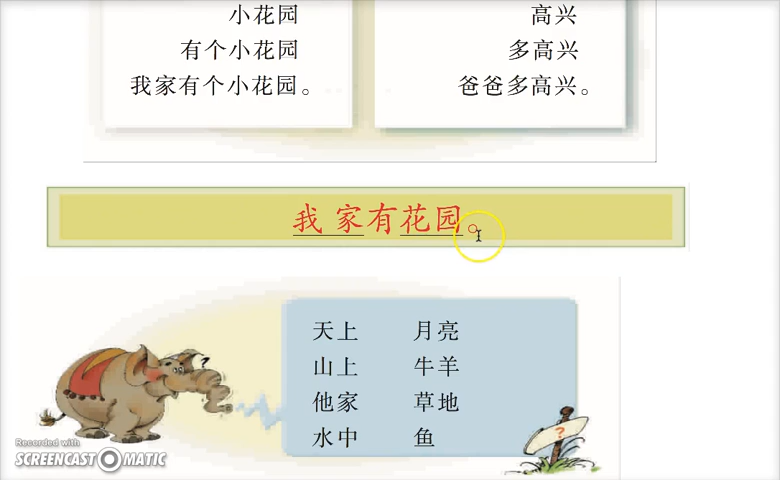 小花园
有个小花园
我家有个小花园。
高兴
多高兴
爸爸多高兴。
我 家有花园。
天上 月亮
山上 牛羊
他家 草地
水中 鱼
?
?
Recorded with
SCREENCAST O MATIC